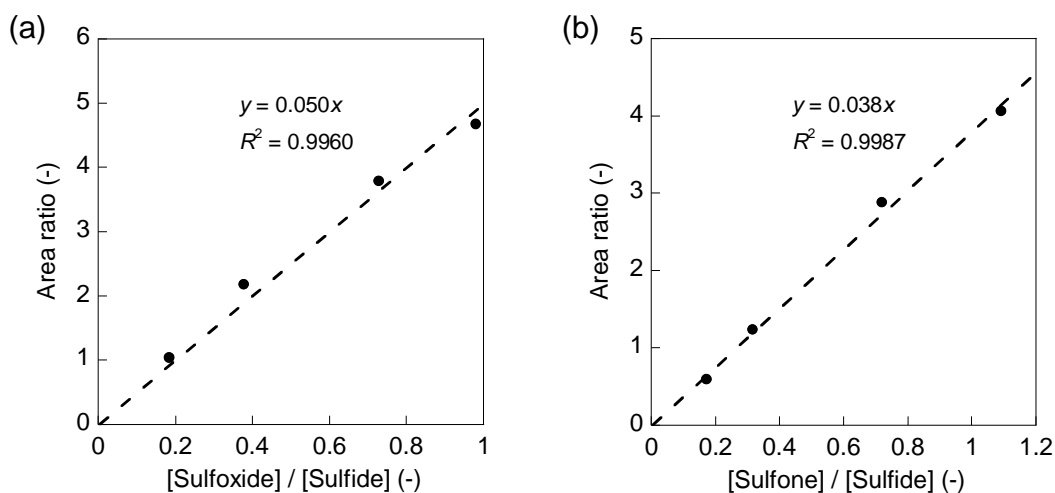 (a)
6
5
4
3
2
1
0
y = 0.050x
R² = 0.9960
Area ratio (-)
0 0.2 0.4 0.6 0.8 1
[Sulfoxide] / [Sulfide] (-)
(b)
5
4
3
2
1
0
y = 0.038x
R² = 0.9987
Area ratio (-)
0 0.2 0.4 0.6 0.8 1 1.2
[Sulfone] / [Sulfide] (-)